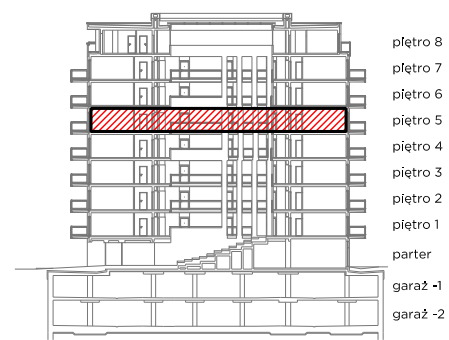 piętro 8
piętro 7
piętro 6
piętro 5
piętro 4
piętro 3
piętro 2
piętro 1
parter
garaż -1
garaż -2